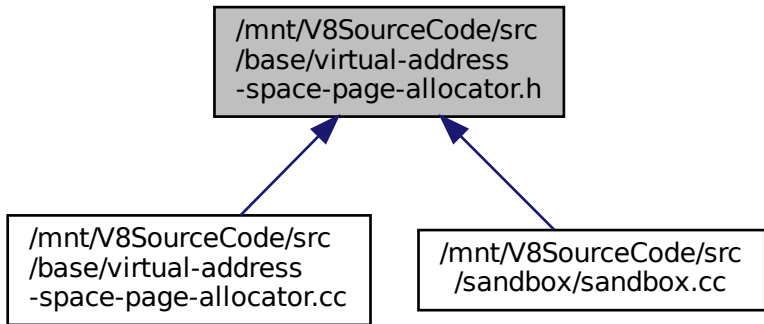 /mnt/V8SourceCode/src
/base/virtual-address
-space-page-allocator.h
/mnt/V8SourceCode/src
/base/virtual-address
-space-page-allocator.cc
/mnt/V8SourceCode/src
/sandbox/sandbox.cc